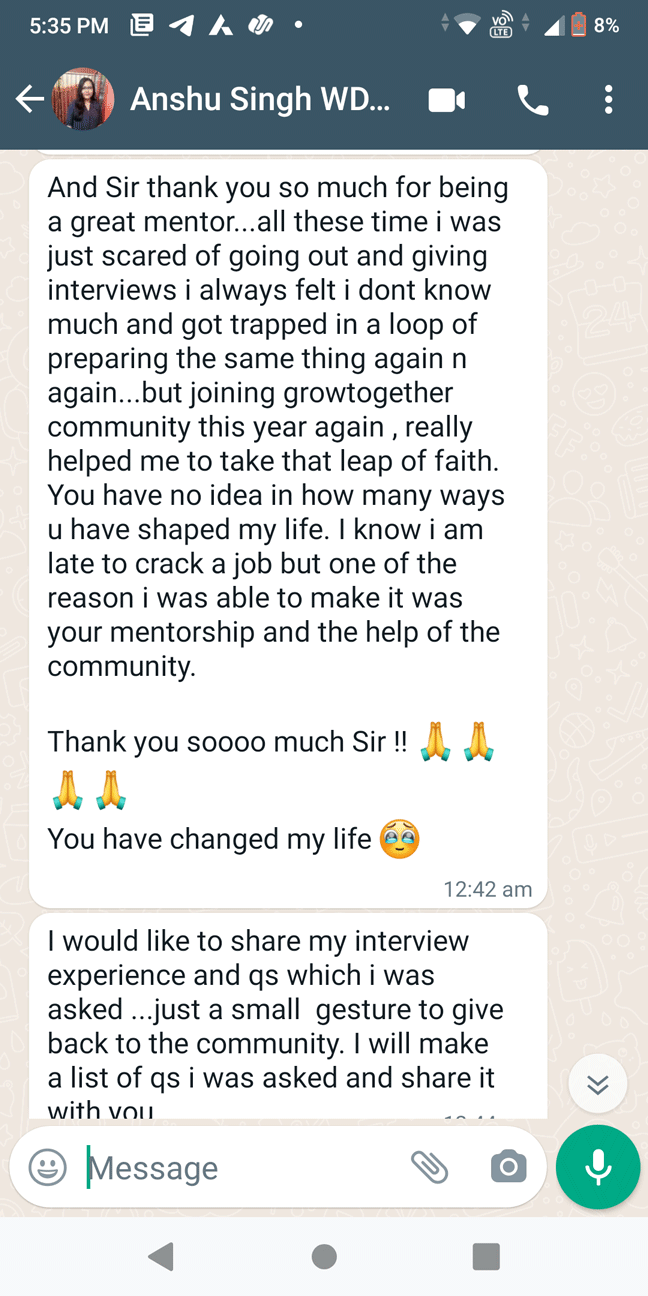 5:35 PM
VO
LTE
8%
Anshu Singh WD...
And Sir thank you so much for being
a great mentor...all these time i was
just scared of going out and giving
interviews i always felt i dont know
much and got trapped in a loop of
preparing the same thing again n
again...but joining growtogether
community this year again , really
helped me to take that leap of faith.
You have no idea in how many ways
u have shaped my life. I know i am
late to crack a job but one of the
reason i was able to make it was
your mentorship and the help of the
community.
Thank you soooo much Sir !! 🙏 🙏
🙏 🙏
You have changed my life 🥹
12:42 am
I would like to share my interview
experience and qs which i was
asked ...just a small  gesture to give
back to the community. I will make
a list of qs i was asked and share it
with you
Message